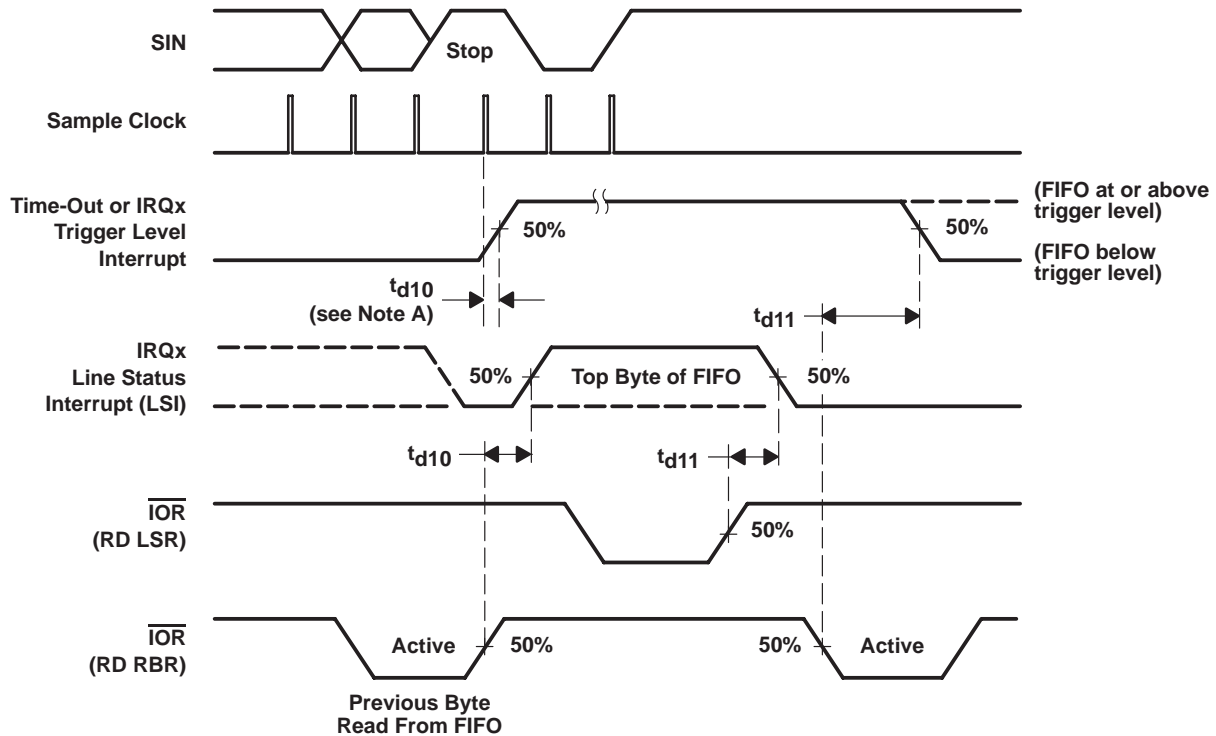 SIN
Stop
Sample Clock
Time-Out or IRQx
Trigger Level
Interrupt
50%
50%
(FIFO at or above
trigger level)
(FIFO below
trigger level)
td10
(see Note A)
td11
IRQx
Line Status
Interrupt (LSI)
50%
Top Byte of FIFO
50%
td10
td11
IOR
(RD LSR)
50%
IOR
(RD RBR)
Active
50%
50%
Active
Previous Byte
Read From FIFO